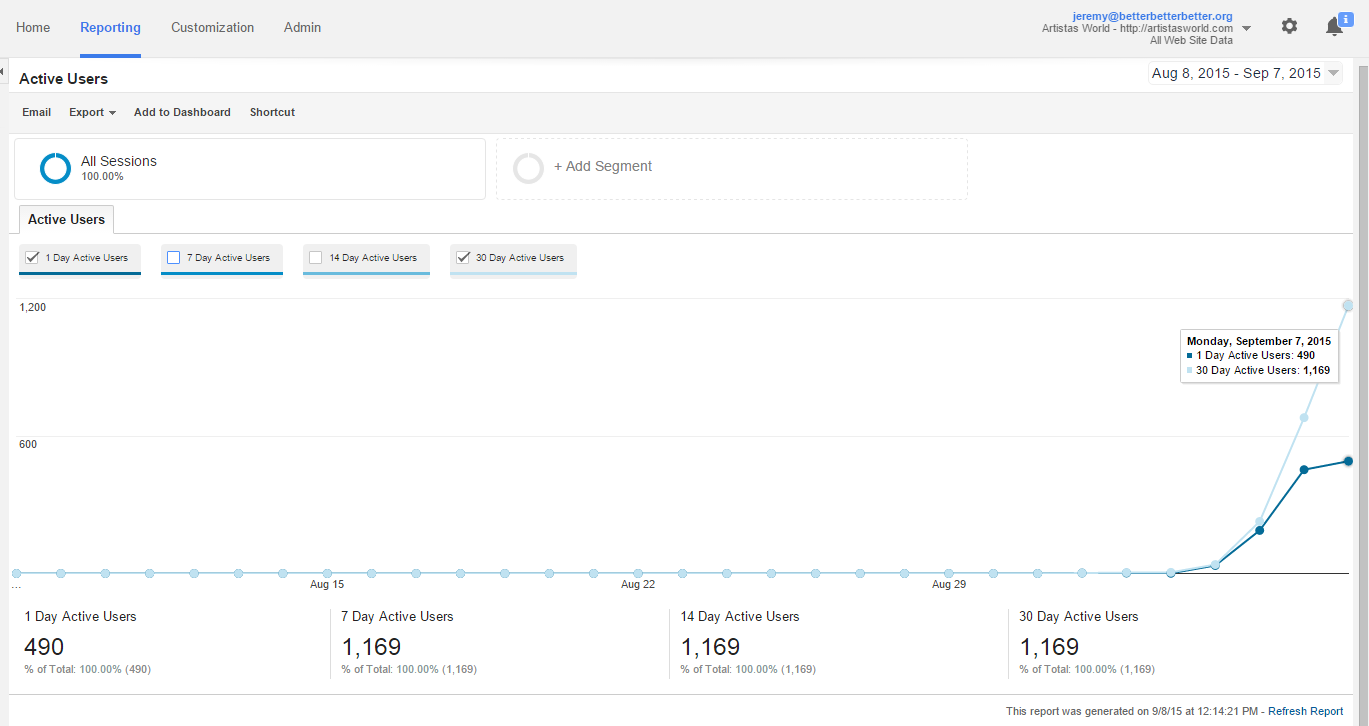 Home Reporting Customization Admin
jeremy@betterbetterbetter.org
Artistas World - http://artistasworld.com
All Web Site Data
i
Active Users
Aug 8, 2015 - Sep 7, 2015
Email Export Add to Dashboard Shortcut
All Sessions
100.00%
+ Add Segment
Active Users
1 Day Active Users 7 Day Active Users 14 Day Active Users 30 Day Active Users
1,200
Monday, September 7, 2015
1 Day Active Users: 490
30 Day Active Users: 1,169
600
... Aug 15 Aug 22 Aug 29
1 Day Active Users 7 Day Active Users 14 Day Active Users 30 Day Active Users
490 1,169 1,169 1,169
% of Total: 100.00% (490) % of Total: 100.00% (1,169) % of Total: 100.00% (1,169) % of Total: 100.00% (1,169)
This report was generated on 9/8/15 at 12:14:21 PM - Refresh Report